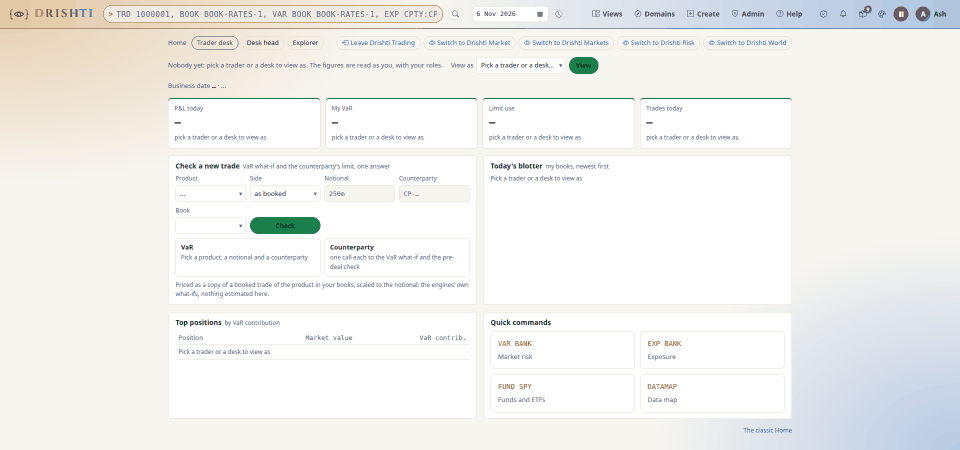 {👁} DRISHTI > TRD 1000001, BOOK BOOK-RATES-1, VAR BOOK BOOK-RATES-1, EXP CPTY:CF 6 Nov 2026 Views Domains Create Admin Help A Ash
Home Trader desk Desk head Explorer Leave Drishti Trading Switch to Drishti Market Switch to Drishti Markets Switch to Drishti Risk Switch to Drishti World
Nobody yet: pick a trader or a desk to view as. The figures are read as you, with your roles. View as Pick a trader or a desk... View
Business date … · ...
P&L today My VaR Limit use Trades today
— — — —
pick a trader or a desk to view as pick a trader or a desk to view as pick a trader or a desk to view as pick a trader or a desk to view as
Check a new trade VaR what-if and the counterparty's limit, one answer
Product Side Notional Counterparty
... as booked 250m CP-…
Book
Check
VaR
Pick a product, a notional and a counterparty
Counterparty
one call each to the VaR what-if and the pre-
deal check
Priced as a copy of a booked trade of the product in your books, scaled to the notional: the engines' own
what-ifs, nothing estimated here.
Today's blotter my books, newest first
Pick a trader or a desk to view as
Top positions by VaR contribution
Position Market value VaR contrib.
Pick a trader or a desk to view as
Quick commands
VAR BANK EXP BANK
Market risk Exposure
FUND SPY DATAMAP
Funds and ETFs Data map
The classic Home